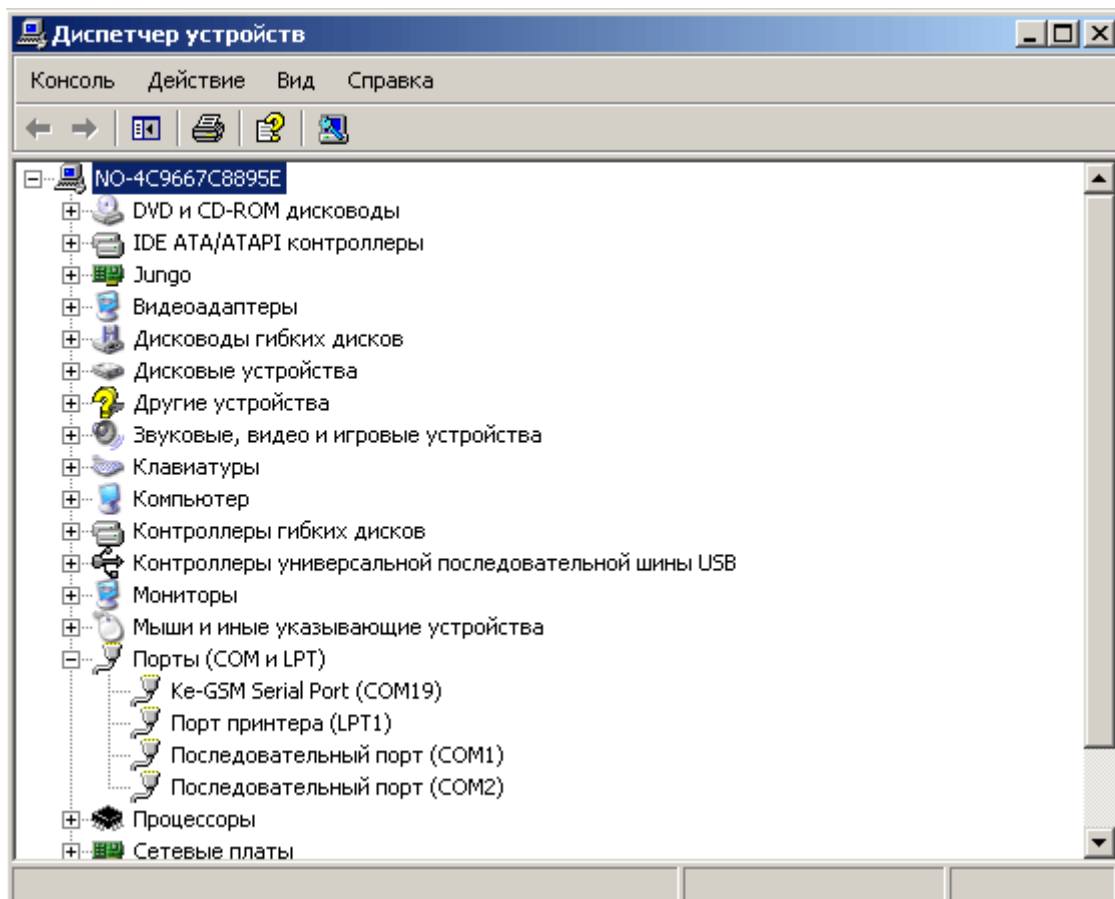 Диспетчер устройств
Консоль Действие Вид Справка
NO-4C9667C8895E
DVD и CD-ROM дисководы
IDE ATA/ATAPI контроллеры
Jungo
Видеоадаптеры
Дисководы гибких дисков
Дисковые устройства
Другие устройства
Звуковые, видео и игровые устройства
Клавиатуры
Компьютер
Контроллеры гибких дисков
Контроллеры универсальной последовательной шины USB
Мониторы
Мыши и иные указывающие устройства
Порты (COM и LPT)
Ke-GSM Serial Port (COM19)
Порт принтера (LPT1)
Последовательный порт (COM1)
Последовательный порт (COM2)
Процессоры
Сетевые платы